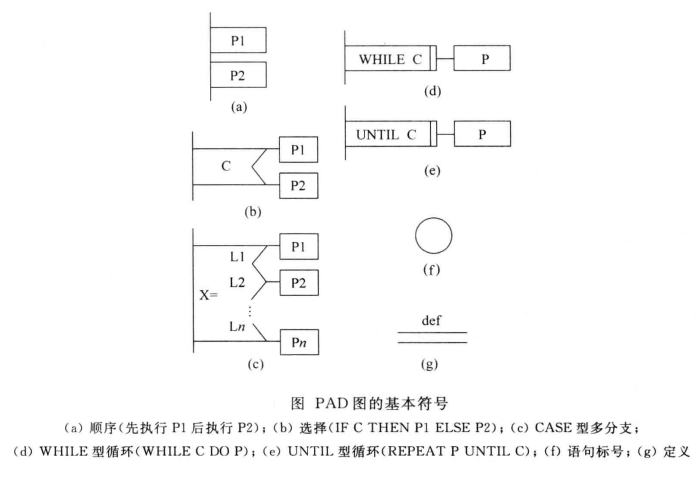 P1
P2
(a)
C
P1
P2
(b)
X=
L1
L2
⋮
Ln
P1
P2
Pn
(c)
WHILE C
P
(d)
UNTIL C
P
(e)
(f)
def
(g)
图 PAD图的基本符号
(a) 顺序(先执行 P1 后执行 P2)；(b) 选择(IF C THEN P1 ELSE P2)；(c) CASE 型多分支；
(d) WHILE 型循环(WHILE C DO P)；(e) UNTIL 型循环(REPEAT P UNTIL C)；(f) 语句标号；(g) 定义